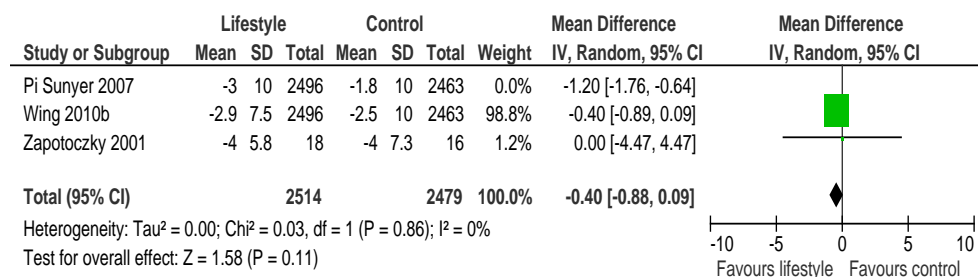 Lifestyle Control Mean Difference Mean Difference
Study or Subgroup Mean SD Total Mean SD Total Weight IV, Random, 95% CI IV, Random, 95% CI
Pi Sunyer 2007 -3 10 2496 -1.8 10 2463 0.0% -1.20 [-1.76, -0.64]
Wing 2010b -2.9 7.5 2496 -2.5 10 2463 98.8% -0.40 [-0.89, 0.09]
Zapotoczky 2001 -4 5.8 18 -4 7.3 16 1.2% 0.00 [-4.47, 4.47]
Total (95% CI) 2514 2479 100.0% -0.40 [-0.88, 0.09]
Heterogeneity: Tau² = 0.00; Chi² = 0.03, df = 1 (P = 0.86); I² = 0%
Test for overall effect: Z = 1.58 (P = 0.11)
-10 -5 0 5 10
Favours lifestyle Favours control